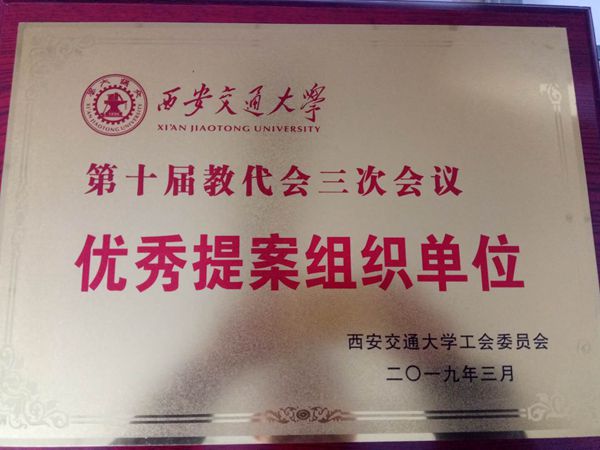 西安交通大学
XI'AN JIAOTONG UNIVERSITY
第十届教代会三次会议
优秀提案组织单位
西安交通大学工会委员会
二〇一九年三月